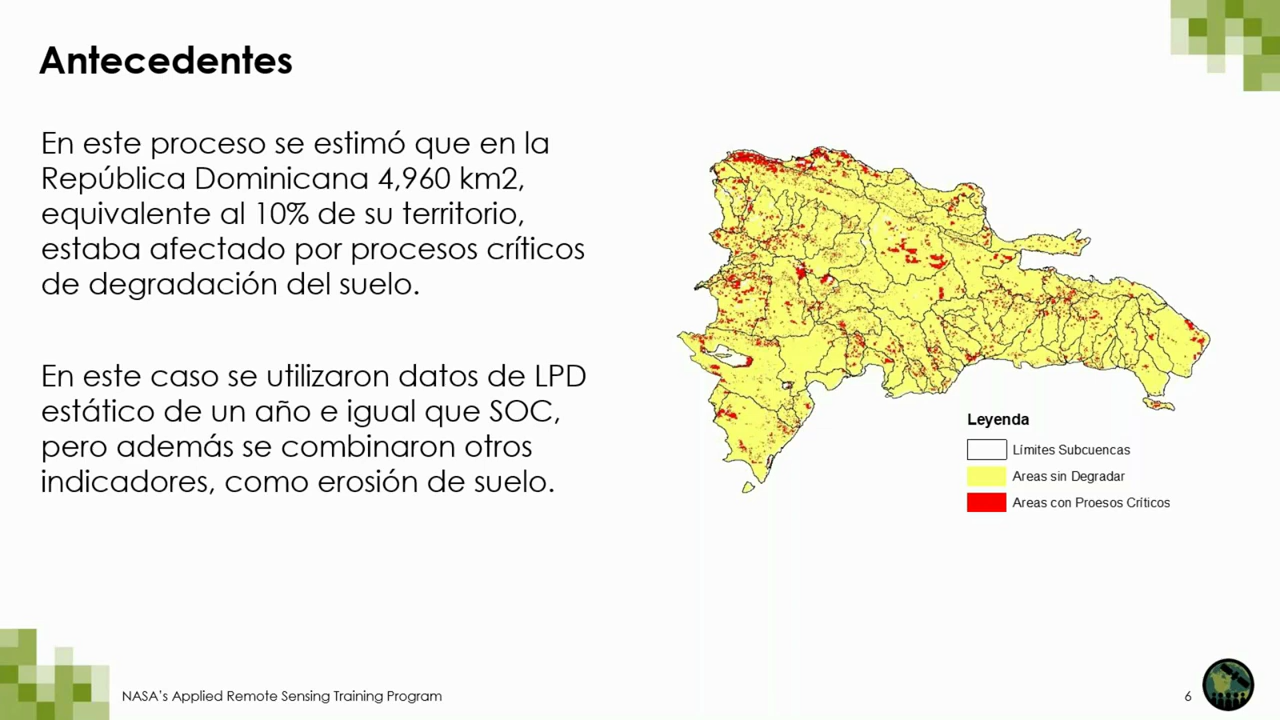 Antecedentes
En este proceso se estimó que en la
República Dominicana 4,960 km2,
equivalente al 10% de su territorio,
estaba afectado por procesos críticos
de degradación del suelo.
En este caso se utilizaron datos de LPD
estático de un año e igual que SOC,
pero además se combinaron otros
indicadores, como erosión de suelo.
Leyenda
Límites Subcuencas
Areas sin Degradar
Areas con Proesos Críticos
NASA's Applied Remote Sensing Training Program
6